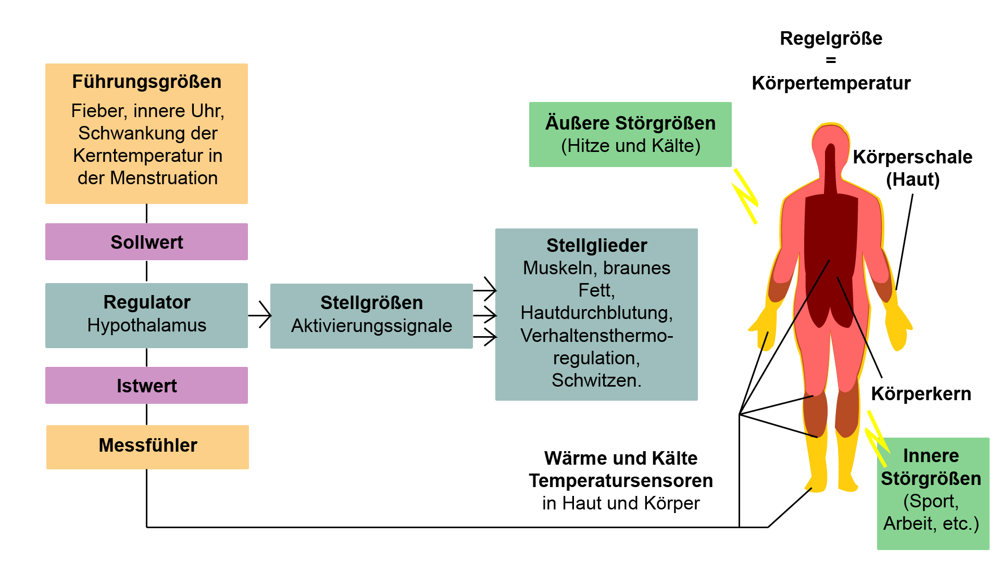 Regelgröße
=
Körpertemperatur
Führungsgrößen
Fieber, innere Uhr,
Schwankung der
Kerntemperatur in
der Menstruation
Sollwert
Regulator
Hypothalamus
Istwert
Messfühler
Stellgrößen
Aktivierungssignale
Äußere Störgrößen
(Hitze und Kälte)
Stellglieder
Muskeln, braunes
Fett,
Hautdurchblutung,
Verhaltensthermo-
regulation,
Schwitzen.
Körperschale
(Haut)
Körperkern
Wärme und Kälte
Temperatursensoren
in Haut und Körper
Innere
Störgrößen
(Sport,
Arbeit, etc.)